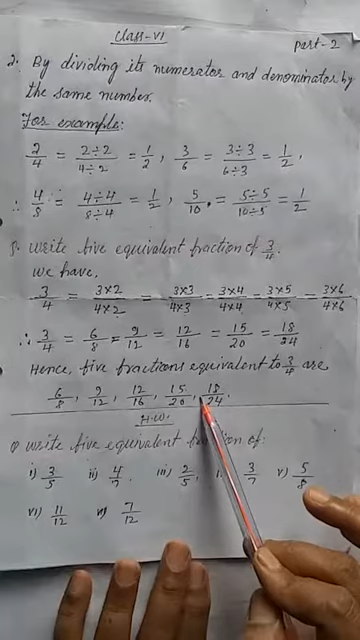 Class-VI
Part-2
2. By dividing its numerator and denominator by
the same number.
For example:
2/4 = 2÷2/4÷2 = 1/2, 3/6 = 3÷3/6÷3 = 1/2,
∴ 4/8 = 4÷4/8÷4 = 1/2, 5/10 = 5÷5/10÷5 = 1/2
Q. Write five equivalent fraction of 3/4.
We have,
3/4 = 3×2/4×2 = 3×3/4×3 = 3×4/4×4 = 3×5/4×5 = 3×6/4×6
∴ 3/4 = 6/8 = 9/12 = 12/16 = 15/20 = 18/24
Hence, five fractions equivalent to 3/4 are
6/8, 9/12, 12/16, 15/20, 18/24.
H.W.
Write five equivalent fraction of:
i) 3/5 ii) 4/7 iii) 2/5, 3/7 v) 5/8
vi) 11/12 7/12